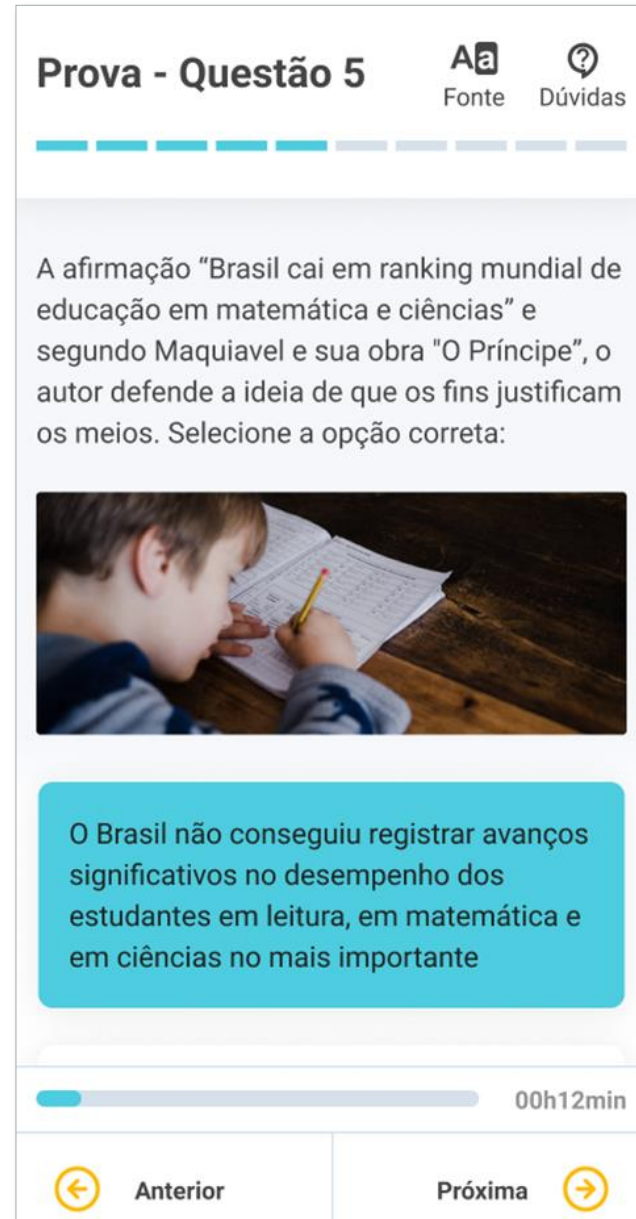 Prova - Questão 5
Aa
Fonte
Dúvidas
A afirmação “Brasil cai em ranking mundial de
educação em matemática e ciências” e
segundo Maquiavel e sua obra "O Príncipe”, o
autor defende a ideia de que os fins justificam
os meios. Selecione a opção correta:
O Brasil não conseguiu registrar avanços
significativos no desempenho dos
estudantes em leitura, em matemática e
em ciências no mais importante
00h12min
Anterior
Próxima